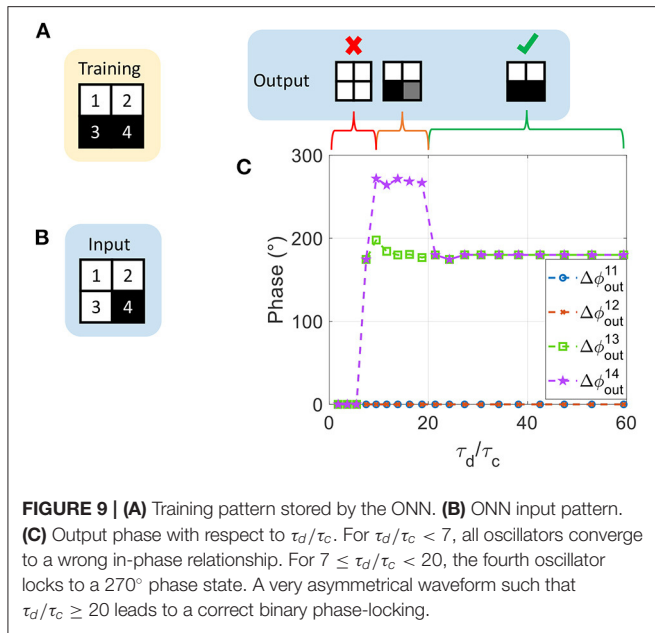 A
Training
1 2
3 4
Output
B
Input
1 2
3 4
C
Phase (°)
300
200
100
0
0 20 40 60
τd/τc
Δϕ11out
Δϕ12out
Δϕ13out
Δϕ14out
FIGURE 9 | (A) Training pattern stored by the ONN. (B) ONN input pattern.
(C) Output phase with respect to τd/τc. For τd/τc < 7, all oscillators converge
to a wrong in-phase relationship. For 7 ≤ τd/τc < 20, the fourth oscillator
locks to a 270° phase state. A very asymmetrical waveform such that
τd/τc ≥ 20 leads to a correct binary phase-locking.